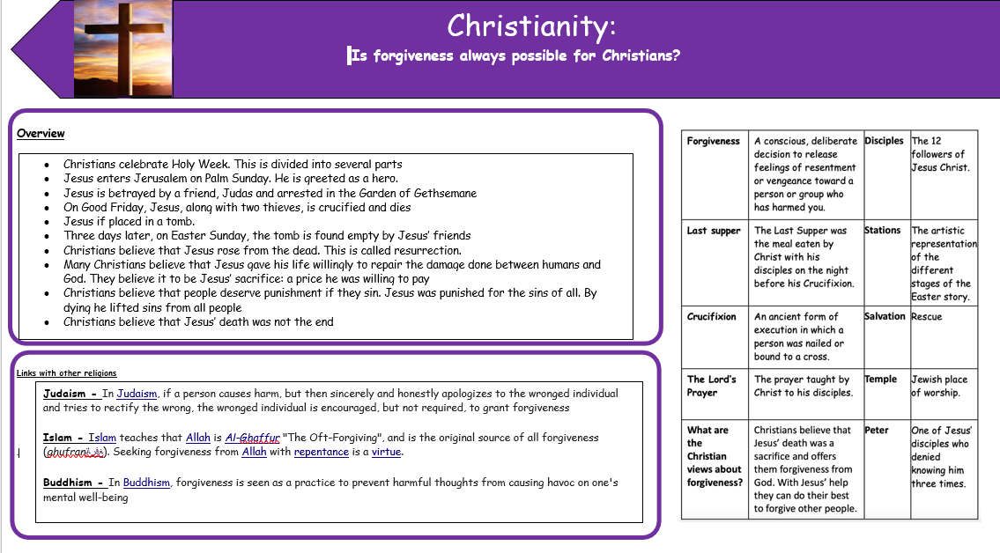 Christianity:
Is forgiveness always possible for Christians?
Overview
• Christians celebrate Holy Week. This is divided into several parts
• Jesus enters Jerusalem on Palm Sunday. He is greeted as a hero.
• Jesus is betrayed by a friend, Judas and arrested in the Garden of Gethsemane
• On Good Friday, Jesus, along with two thieves, is crucified and dies
• Jesus if placed in a tomb.
• Three days later, on Easter Sunday, the tomb is found empty by Jesus' friends
• Christians believe that Jesus rose from the dead. This is called resurrection.
• Many Christians believe that Jesus gave his life willingly to repair the damage done between humans and
God. They believe it to be Jesus' sacrifice: a price he was willing to pay
• Christians believe that people deserve punishment if they sin. Jesus was punished for the sins of all. By
dying he lifted sins from all people
• Christians believe that Jesus' death was not the end
Links with other religions
Judaism - In Judaism, if a person causes harm, but then sincerely and honestly apologizes to the wronged individual
and tries to rectify the wrong, the wronged individual is encouraged, but not required, to grant forgiveness
Islam - Islam teaches that Allah is Al-Ghaffur "The Oft-Forgiving", and is the original source of all forgiveness
(ghufran). Seeking forgiveness from Allah with repentance is a virtue.
Buddhism - In Buddhism, forgiveness is seen as a practice to prevent harmful thoughts from causing havoc on one's
mental well-being
Forgiveness
A conscious, deliberate
decision to release
feelings of resentment
or vengeance toward a
person or group who
has harmed you.
Disciples
The 12
followers of
Jesus Christ.
Last supper
The Last Supper was
the meal eaten by
Christ with his
disciples on the night
before his Crucifixion.
Stations
The artistic
representation
of the
different
stages of the
Easter story.
Crucifixion
An ancient form of
execution in which a
person was nailed or
bound to a cross.
Salvation
Rescue
The Lord's
Prayer
The prayer taught by
Christ to his disciples.
Temple
Jewish place
of worship.
What are
the
Christian
views about
forgiveness?
Christians believe that
Jesus' death was a
sacrifice and offers
them forgiveness from
God. With Jesus' help
they can do their best
to forgive other people.
Peter
One of Jesus'
disciples who
denied
knowing him
three times.